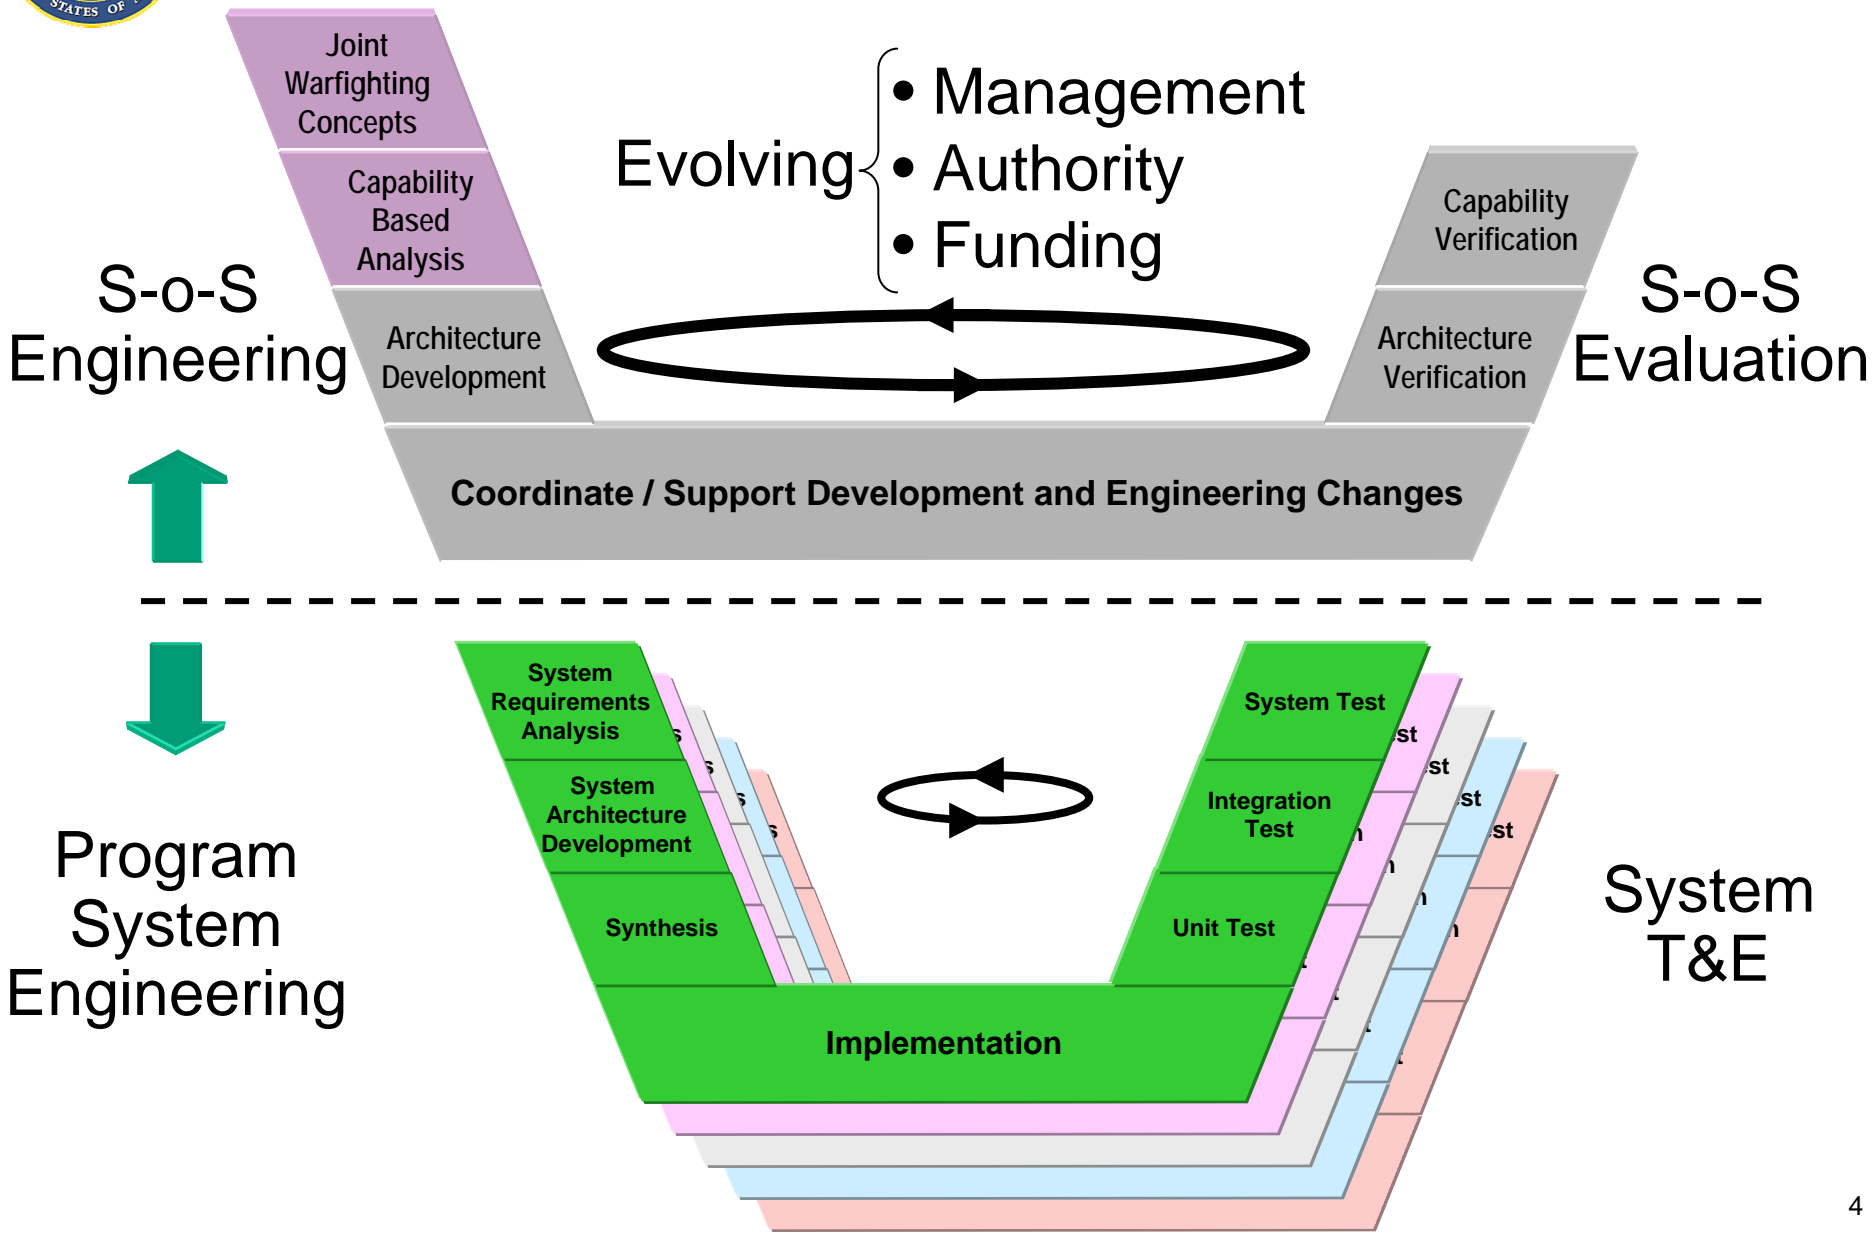 STATES OF
Joint
Warfighting
Concepts
Capability
Based
Analysis
Architecture
Development
S-o-S
Engineering
Evolving
• Management
• Authority
• Funding
Capability
Verification
Architecture
Verification
S-o-S
Evaluation
Coordinate / Support Development and Engineering Changes
Program
System
Engineering
System
Requirements
Analysis
System
Architecture
Development
Synthesis
Implementation
System Test
Integration
Test
Unit Test
System
T&E
4